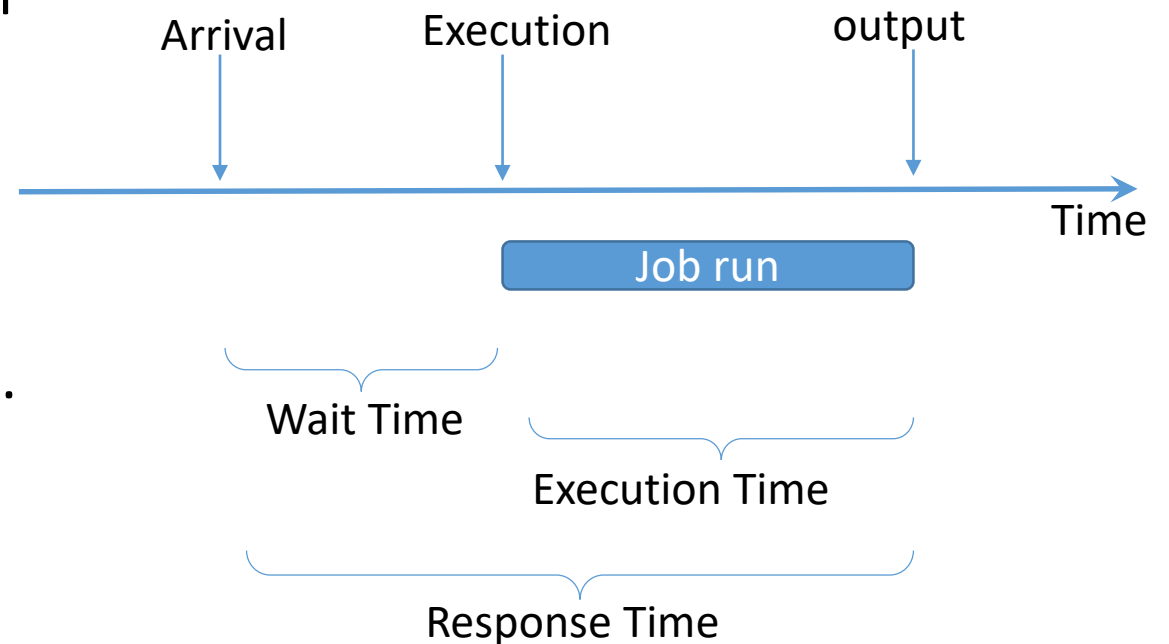 Arrival
Execution
output
Time
Job run
.
Wait Time
Execution Time
Response Time